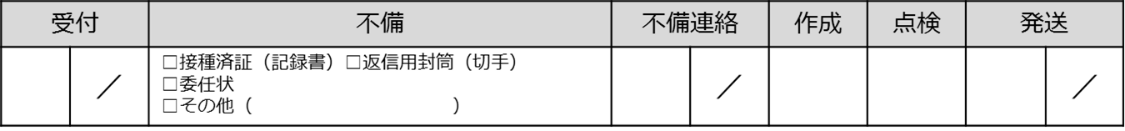 受付 不備 不備連絡 作成 点検 発送
／ □接種済証（記録書）□返信用封筒（切手） ／ ／
□委任状
□その他（　　　　　　　　　　　）